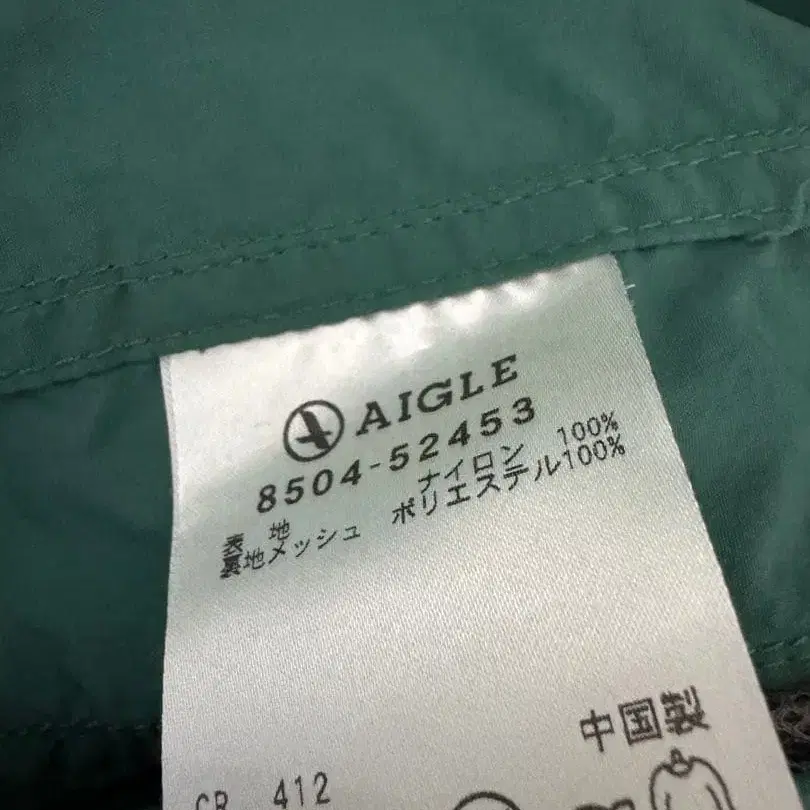 AIGLE
8504-52453
表 地 ナイロン 100%
裏地メッシュ ポリエステル100%
中国製
CR 412